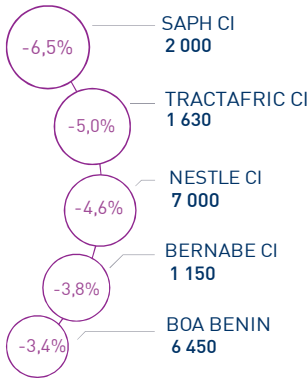 -6,5%
SAPH CI
2 000
-5,0%
TRACTAFRIC CI
1 630
-4,6%
NESTLE CI
7 000
-3,8%
BERNABE CI
1 150
-3,4%
BOA BENIN
6 450